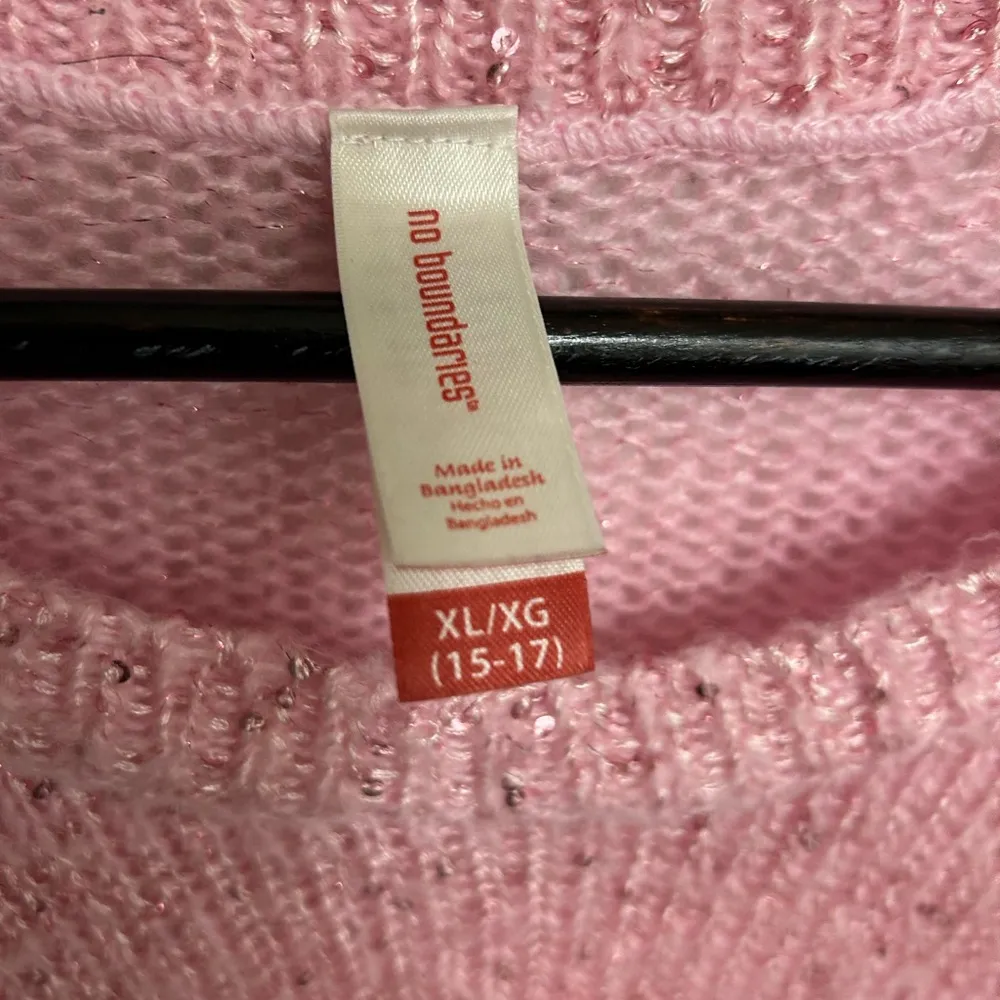 no boundaries
Made in
Bangladesh
Hecho en
Bangladesh
XL/XG
(15-17)